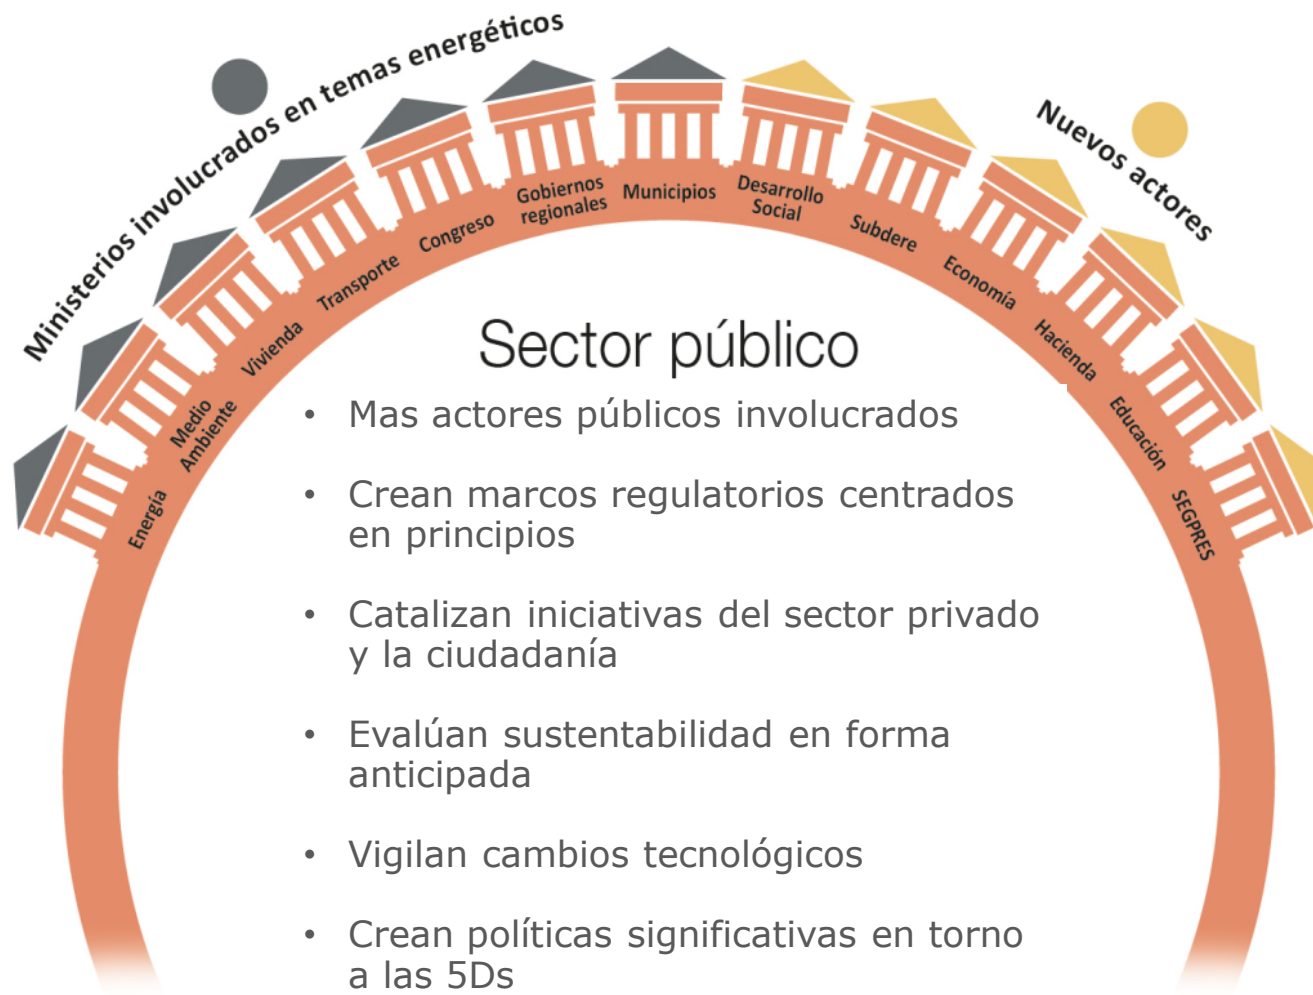 Ministerios involucrados en temas energéticos
Nuevos actores
Energía
Medio
Ambiente
Vivienda
Transporte
Congreso
Gobiernos
regionales
Municipios
Desarrollo
Social
Subdere
Economía
Hacienda
Educación
SEGPRES
Sector público
• Mas actores públicos involucrados
• Crean marcos regulatorios centrados
en principios
• Catalizan iniciativas del sector privado
y la ciudadanía
• Evalúan sustentabilidad en forma
anticipada
• Vigilan cambios tecnológicos
• Crean políticas significativas en torno
a las 5Ds